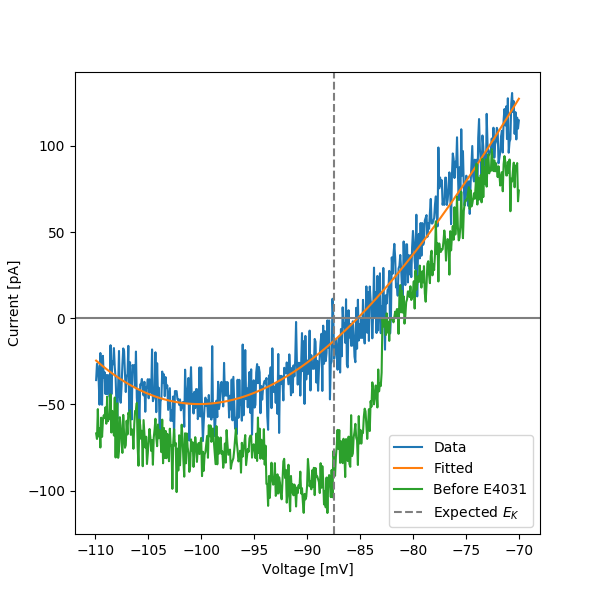 100
50
0
−50
−100
Current [pA]
Data
Fitted
Before E4031
Expected E_K
−110 −105 −100 −95 −90 −85 −80 −75 −70
Voltage [mV]